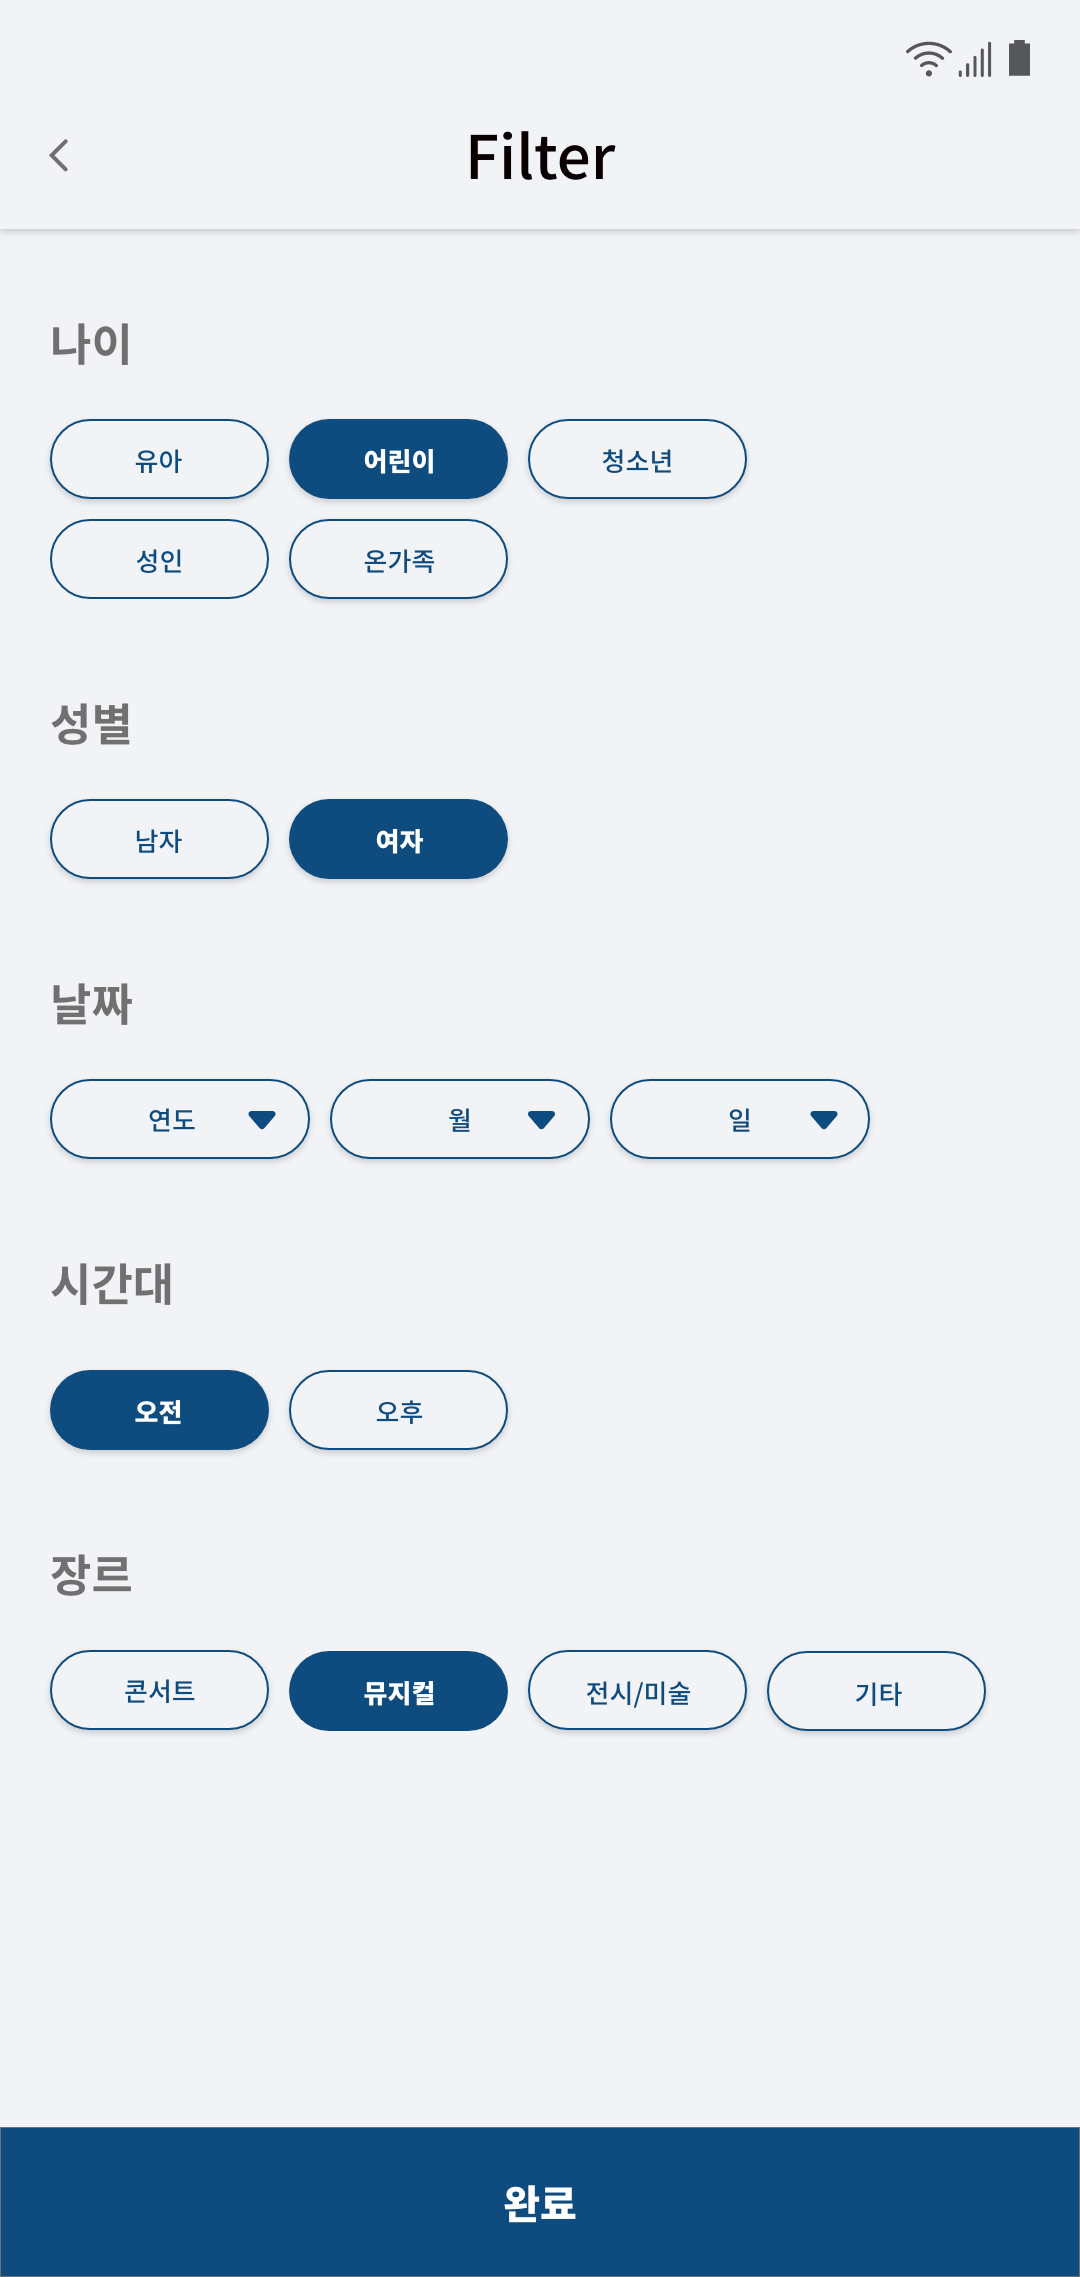 Filter
나이
유아 어린이 청소년
성인 온가족
성별
남자 여자
날짜
연도 월 일
시간대
오전 오후
장르
콘서트 뮤지컬 전시/미술 기타
완료